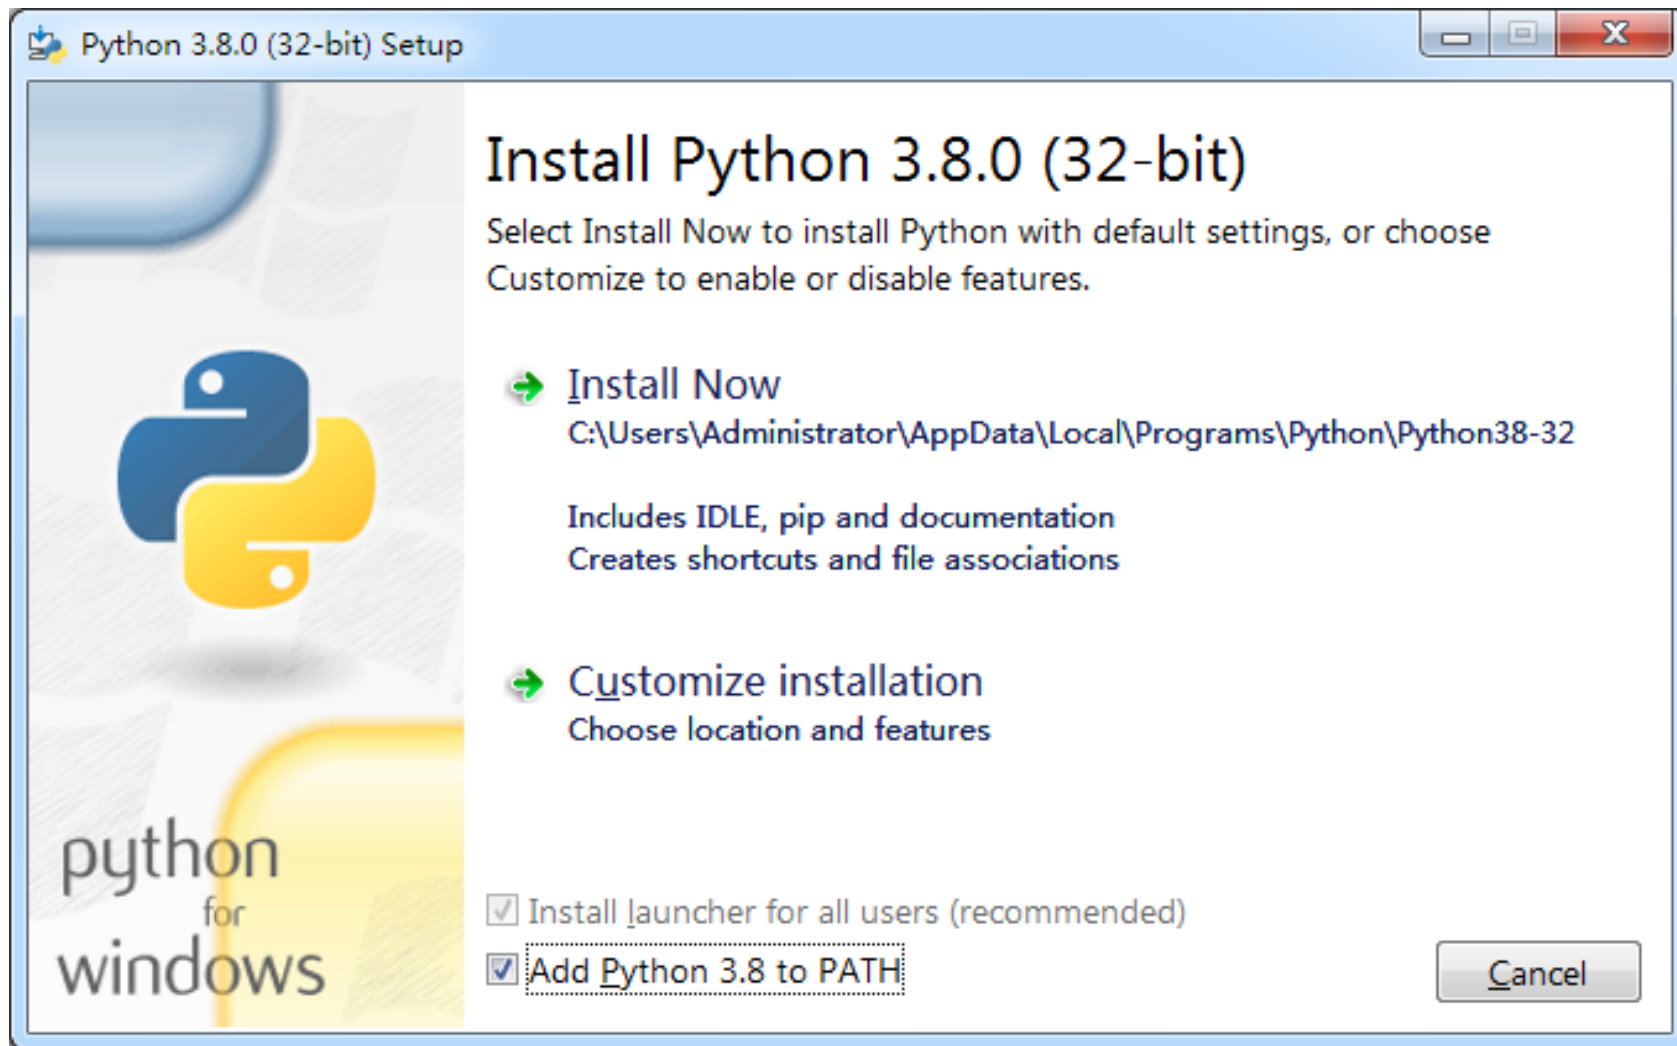 Python 3.8.0 (32-bit) Setup
Install Python 3.8.0 (32-bit)
Select Install Now to install Python with default settings, or choose
Customize to enable or disable features.
Install Now
C:\Users\Administrator\AppData\Local\Programs\Python\Python38-32
Includes IDLE, pip and documentation
Creates shortcuts and file associations
Customize installation
Choose location and features
python
for
windows
Install launcher for all users (recommended)
Add Python 3.8 to PATH
Cancel